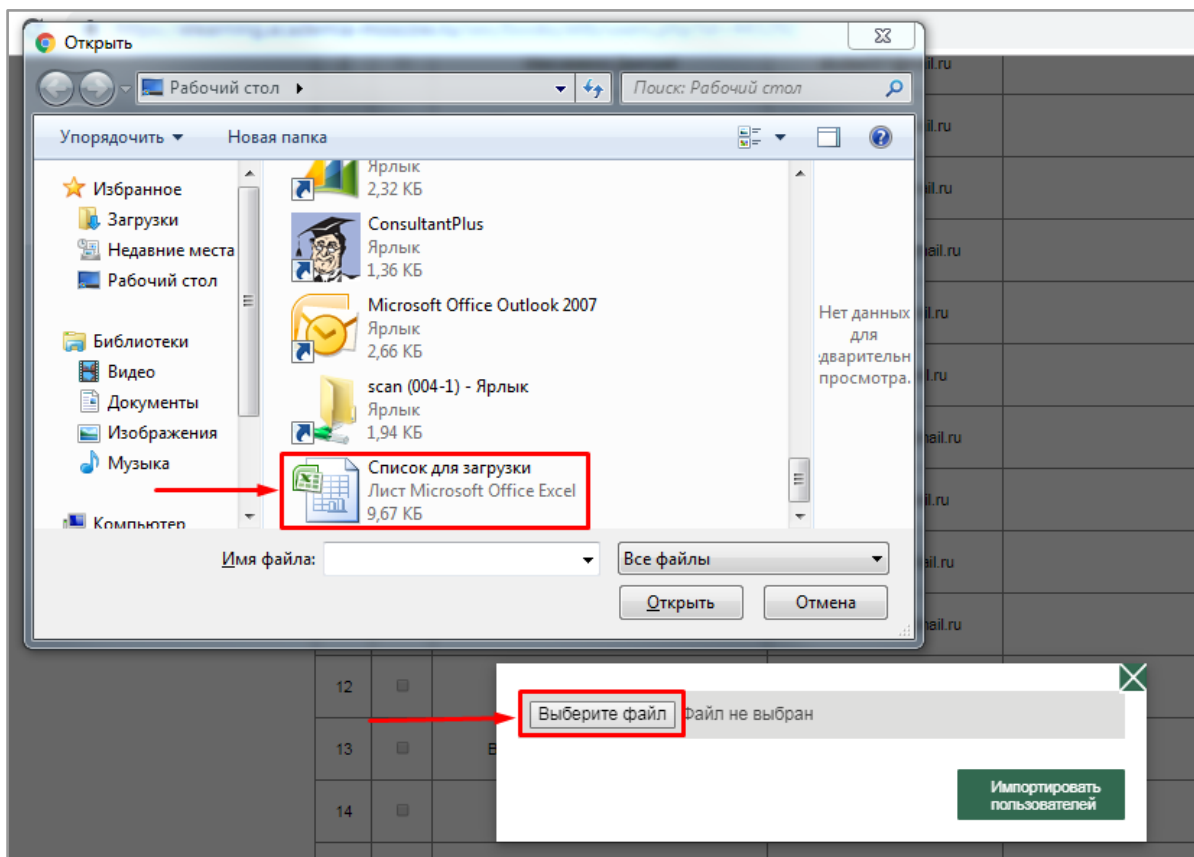 Открыть
Рабочий стол
Поиск: Рабочий стол
Упорядочить
Новая папка
Избранное
Загрузки
Недавние места
Рабочий стол
Библиотеки
Видео
Документы
Изображения
Музыка
Компьютер
Ярлык
2,32 КБ
ConsultantPlus
Ярлык
1,36 КБ
Microsoft Office Outlook 2007
Ярлык
2,66 КБ
scan (004-1) - Ярлык
Ярлык
1,94 КБ
Список для загрузки
Лист Microsoft Office Excel
9,67 КБ
Нет данных
для
едварительн
просмотра.
Имя файла:
Все файлы
Открыть
Отмена
il.ru
il.ru
ail.ru
ail.ru
il.ru
l.ru
nail.ru
il.ru
ail.ru
nail.ru
12
13
В
14
Выберите файл
Файл не выбран
Импортировать
пользователей